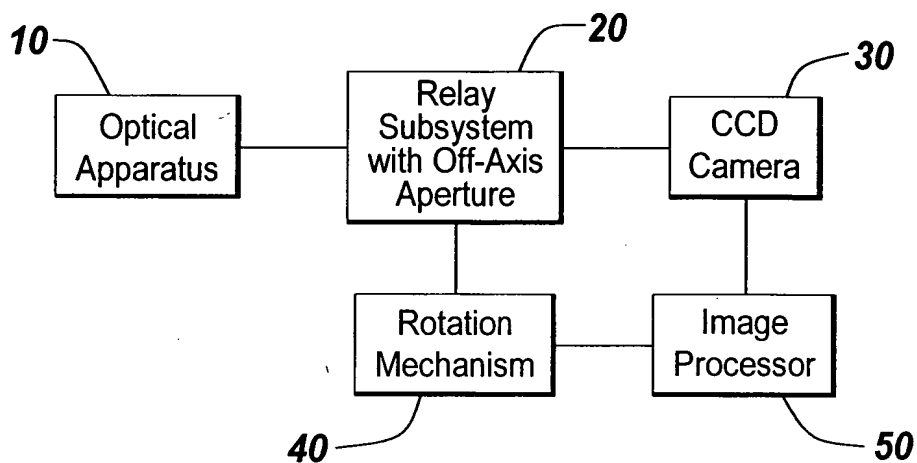 10
Optical
Apparatus
20
Relay
Subsystem
with Off-Axis
Aperture
30
CCD
Camera
Rotation
Mechanism
40
Image
Processor
50